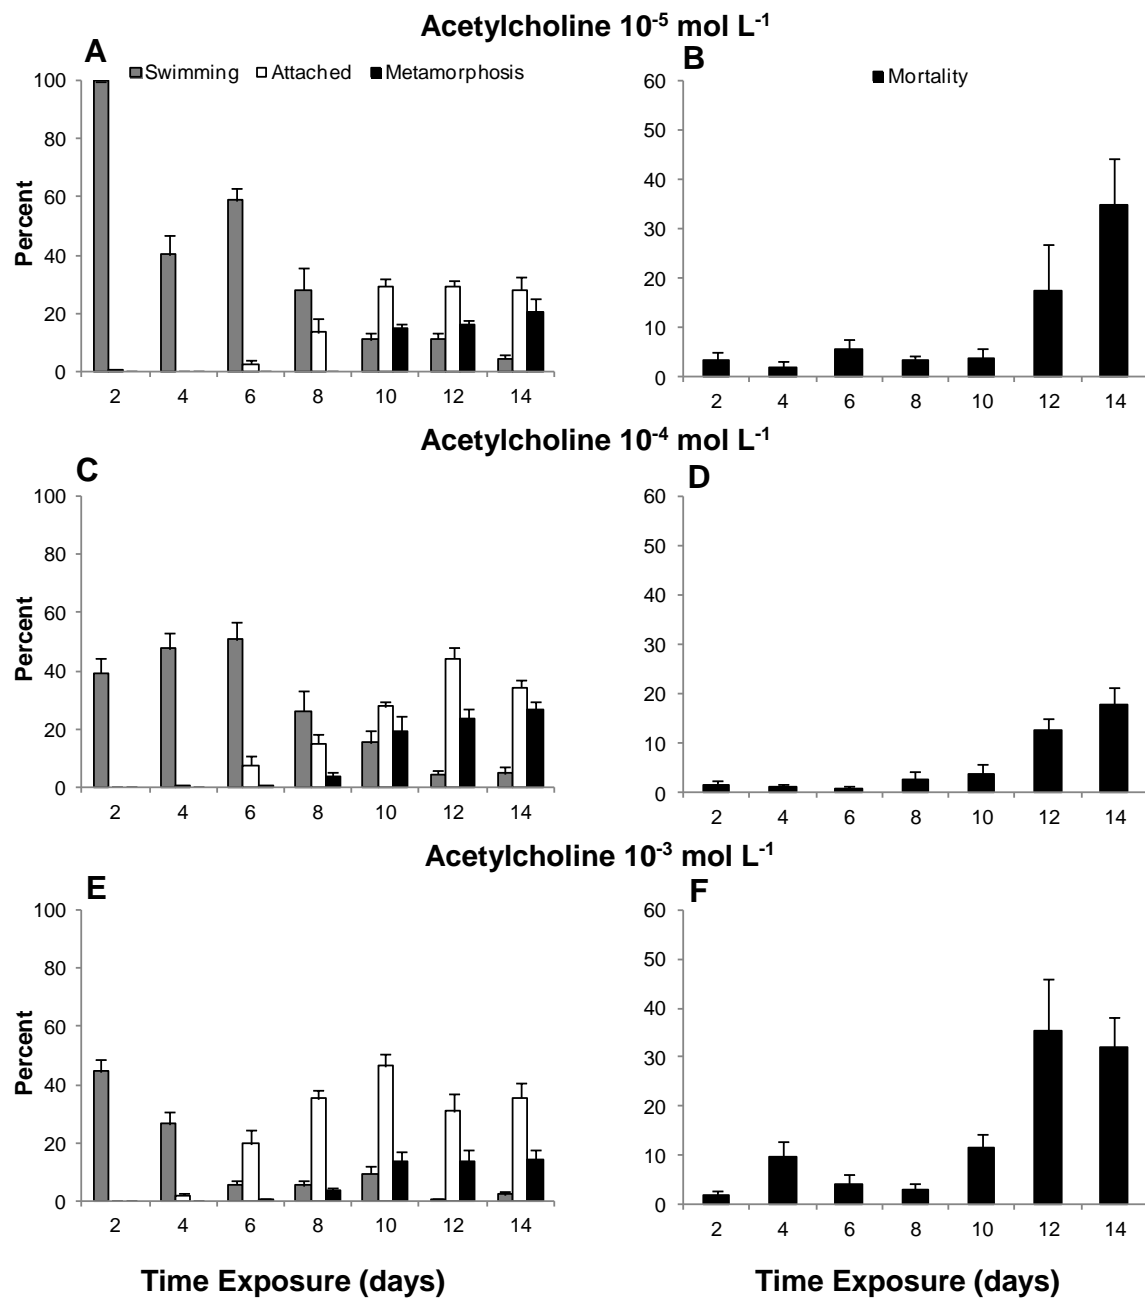 Acetylcholine 10⁻⁵ mol L⁻¹
A
B
Swimming Attached Metamorphosis
Mortality
Percent
100
80
60
40
20
0
2 4 6 8 10 12 14
60
50
40
30
20
10
0
2 4 6 8 10 12 14
Acetylcholine 10⁻⁴ mol L⁻¹
C
D
Percent
100
80
60
40
20
0
2 4 6 8 10 12 14
60
50
40
30
20
10
0
2 4 6 8 10 12 14
Acetylcholine 10⁻³ mol L⁻¹
E
F
Percent
100
80
60
40
20
0
2 4 6 8 10 12 14
60
50
40
30
20
10
0
2 4 6 8 10 12 14
Time Exposure (days)
Time Exposure (days)